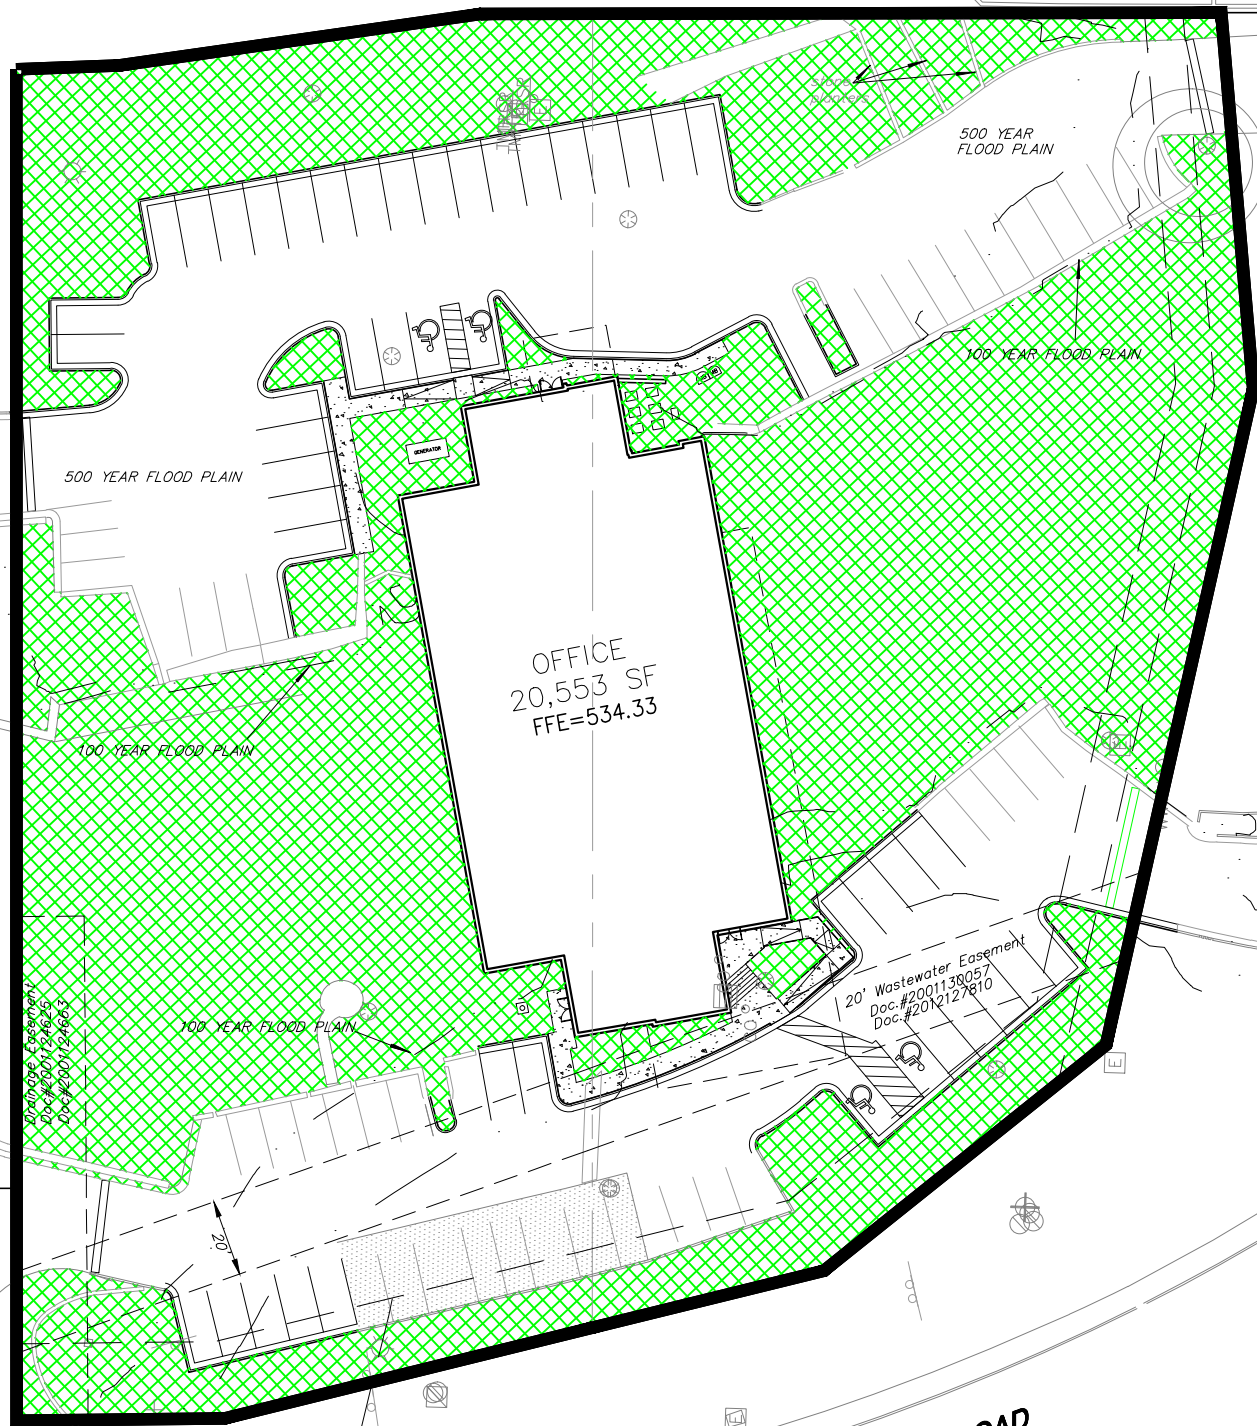 stone
planters
500 YEAR
FLOOD PLAIN
100 YEAR FLOOD PLAIN
GENERATOR
500 YEAR FLOOD PLAIN
OFFICE
20,553 SF
FFE=534.33
100 YEAR FLOOD PLAIN
20' Wastewater Easement
Doc.#2001130057
Doc.#2012127810
100 YEAR FLOOD PLAIN
Drainage Easement
Doc#2001124625
Doc#2001124663
20'
E
E
E